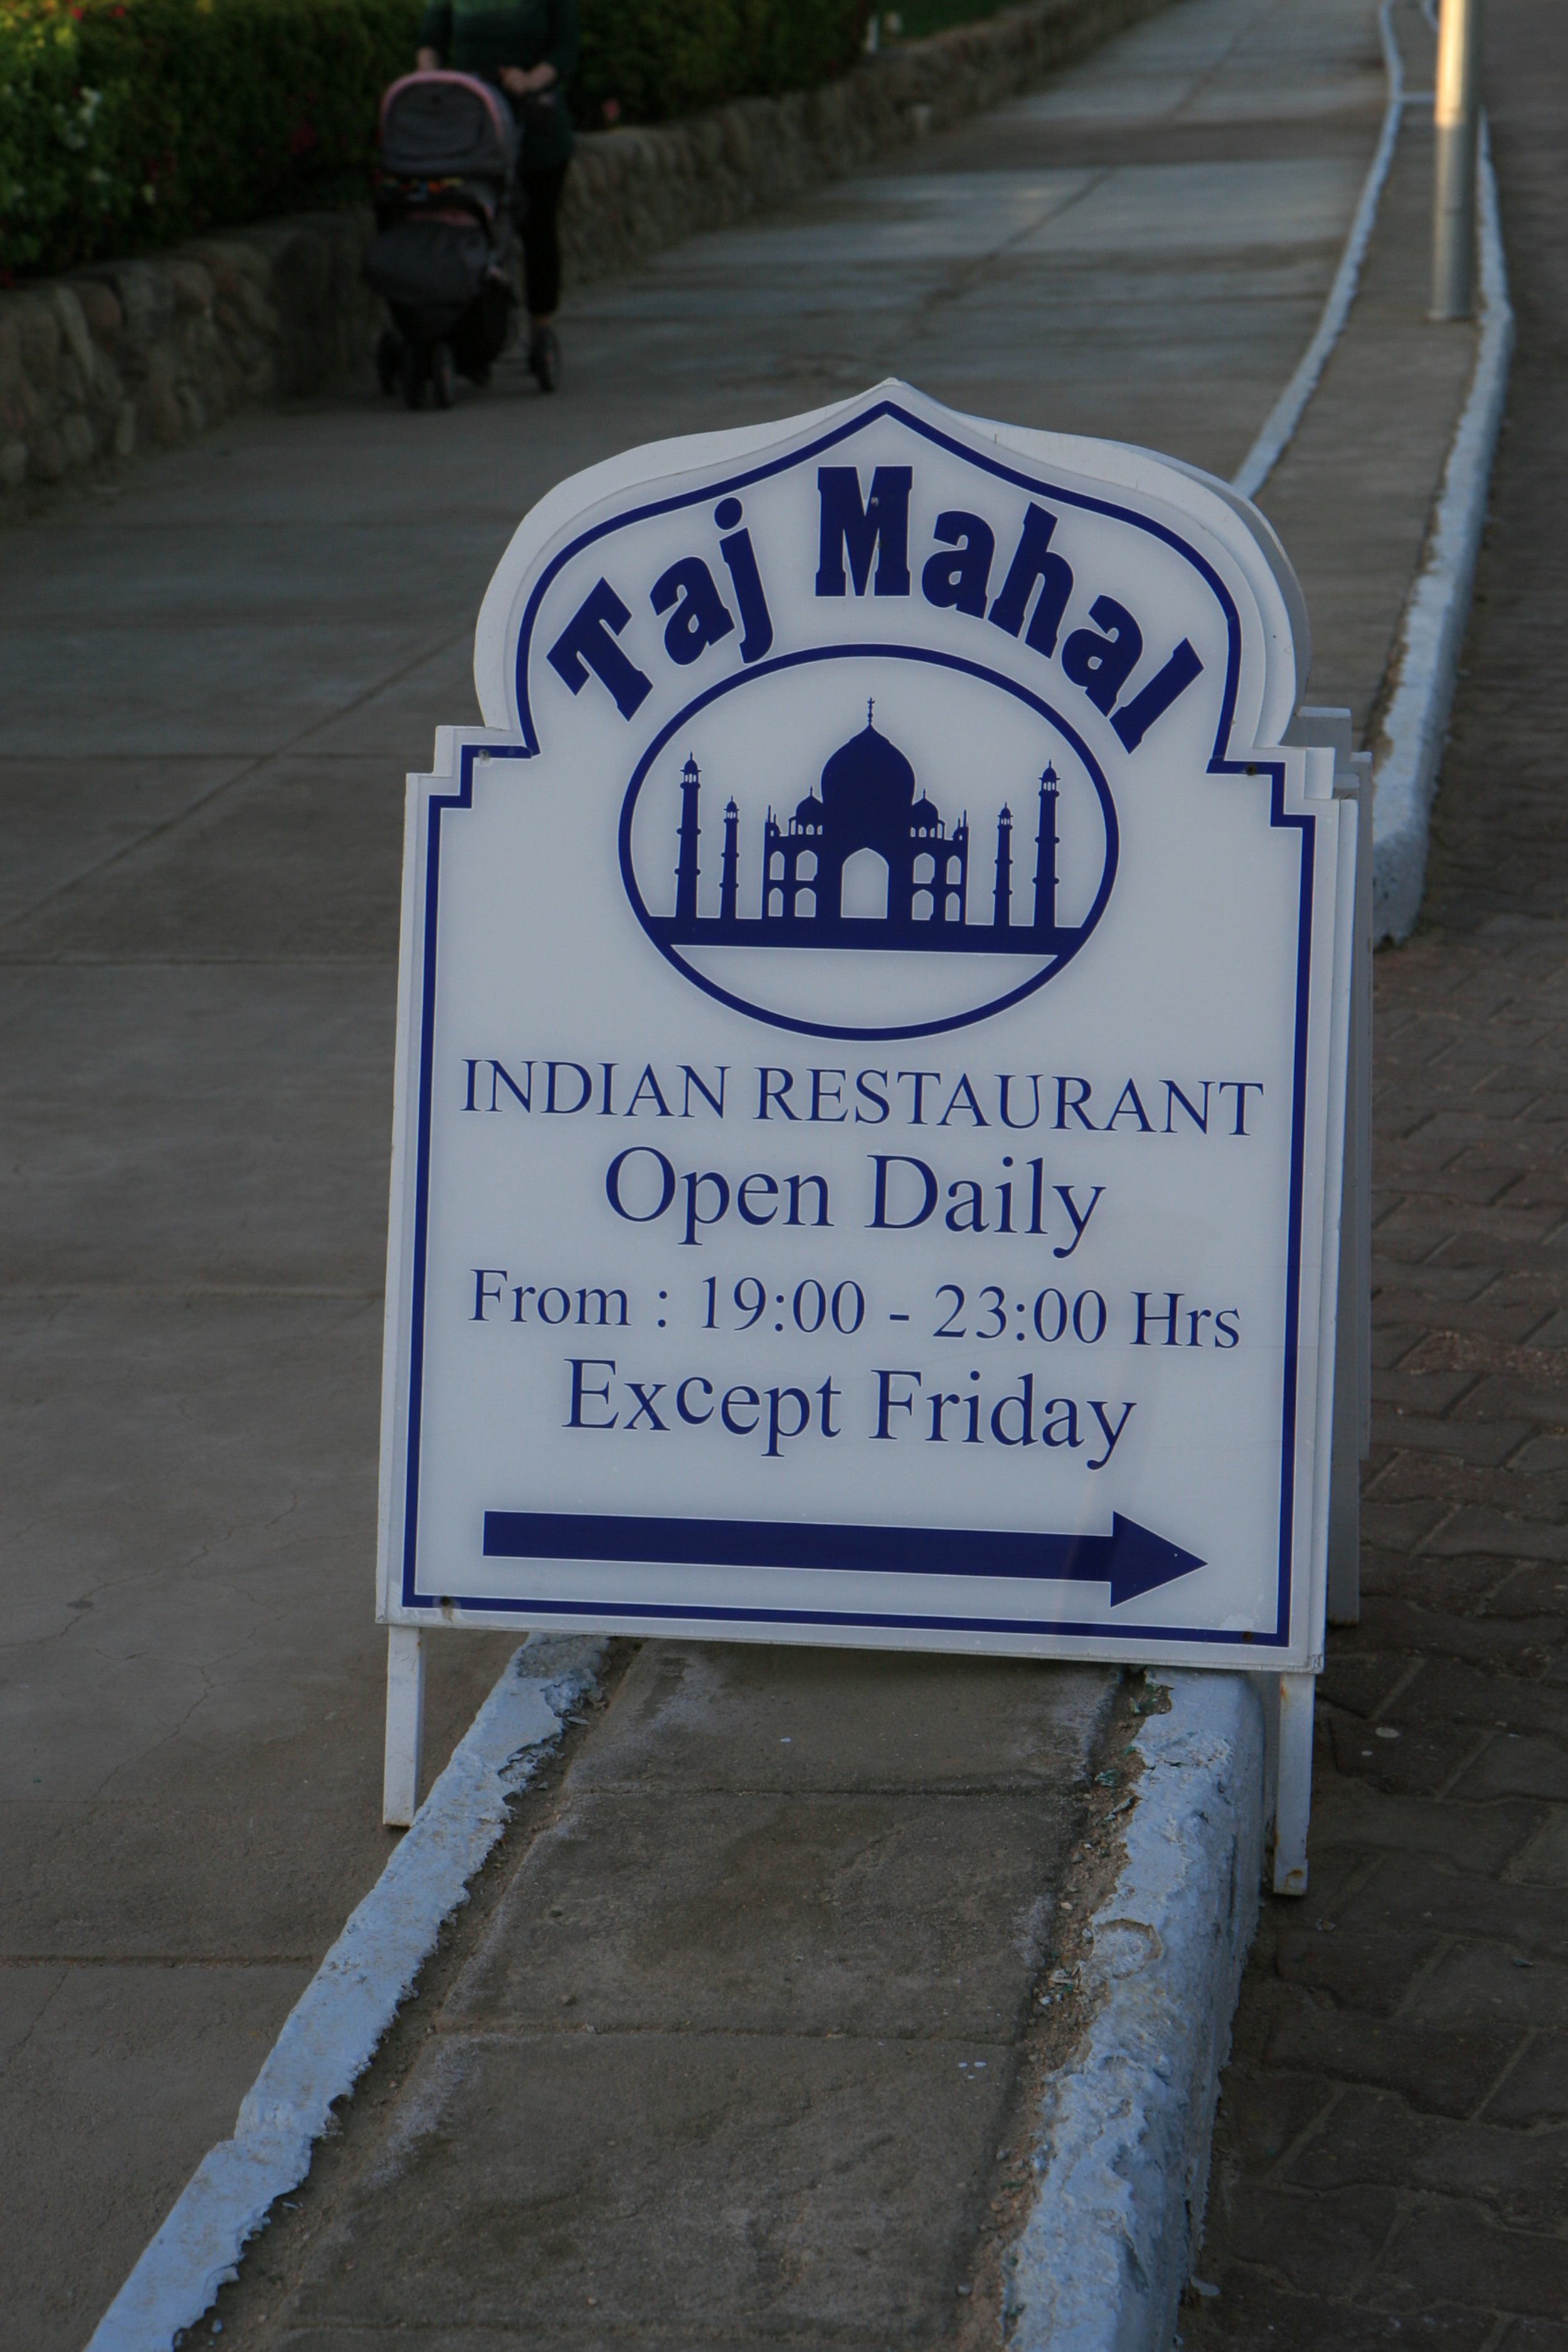 Taj Mahal
INDIAN RESTAURANT
Open Daily
From : 19:00 - 23:00 Hrs
Except Friday